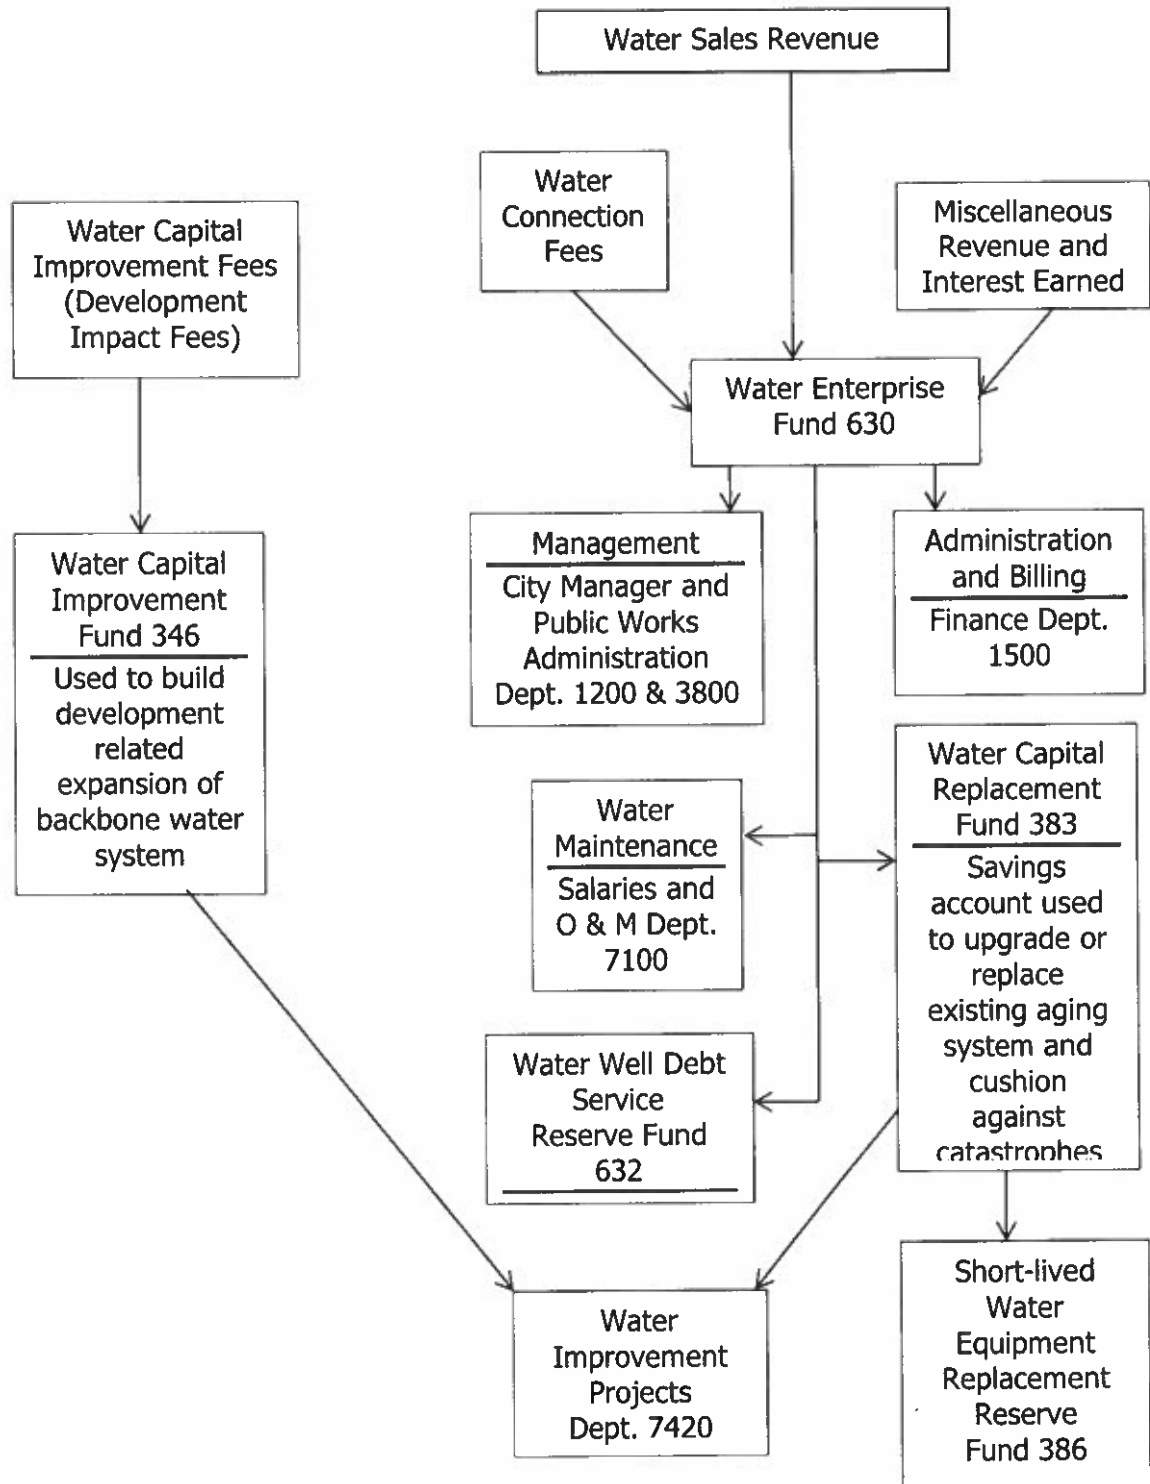 Water Sales Revenue
Water
Connection
Fees
Miscellaneous
Revenue and
Interest Earned
Water Capital
Improvement Fees
(Development
Impact Fees)
Water Enterprise
Fund 630
Management
City Manager and
Public Works
Administration
Dept. 1200 & 3800
Administration
and Billing
Finance Dept.
1500
Water Capital
Improvement
Fund 346
Used to build
development
related
expansion of
backbone water
system
Water
Maintenance
Salaries and
O & M Dept.
7100
Water Capital
Replacement
Fund 383
Savings
account used
to upgrade or
replace
existing aging
system and
cushion
against
catastrophes
Water Well Debt
Service
Reserve Fund
632
Water
Improvement
Projects
Dept. 7420
Short-lived
Water
Equipment
Replacement
Reserve
Fund 386